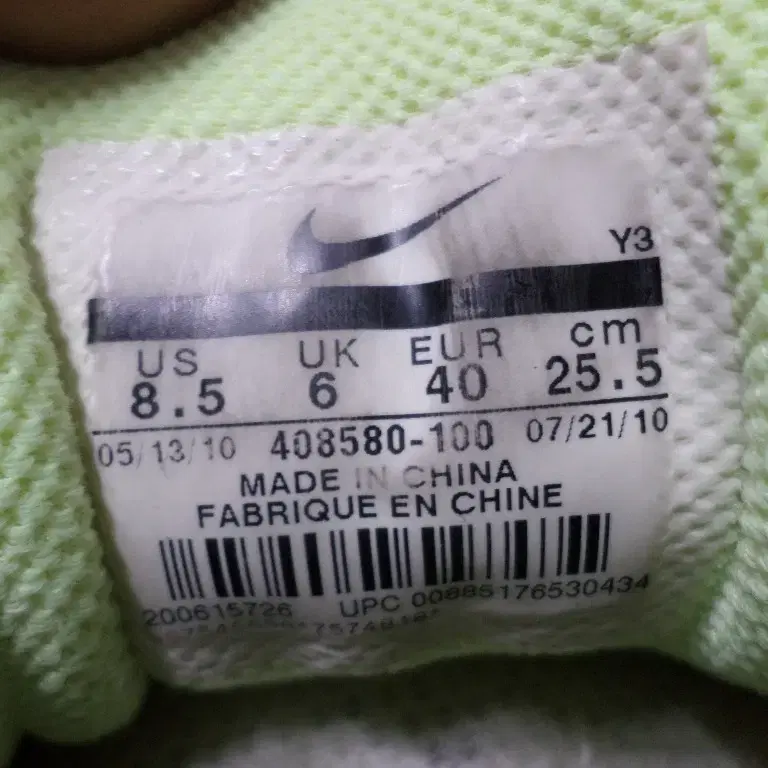 Y3
US UK EUR cm
8.5 6 40 25.5
05/13/10 408580-100 07/21/10
MADE IN CHINA
FABRIQUE EN CHINE
200615726 UPC 00885176530434